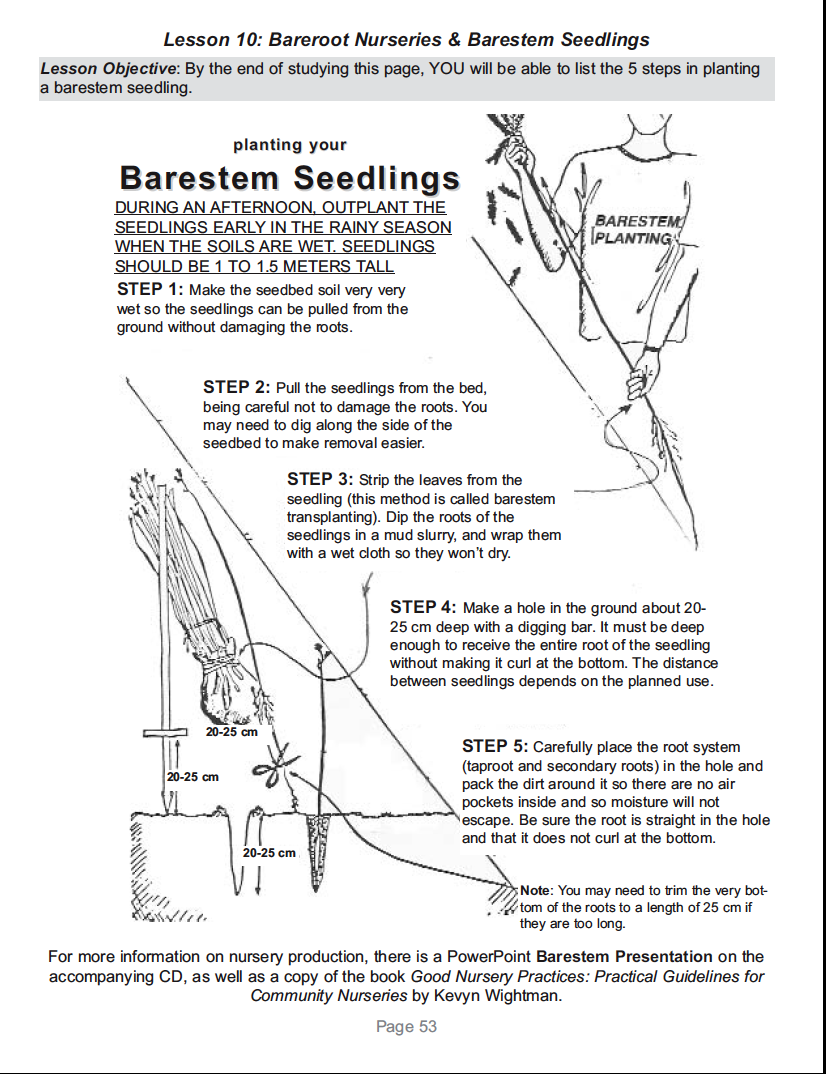 Lesson 10: Bareroot Nurseries & Barestem Seedlings
Lesson Objective: By the end of studying this page, YOU will be able to list the 5 steps in planting
a barestem seedling.
planting your
Barestem Seedlings
DURING AN AFTERNOON, OUTPLANT THE
SEEDLINGS EARLY IN THE RAINY SEASON
WHEN THE SOILS ARE WET. SEEDLINGS
SHOULD BE 1 TO 1.5 METERS TALL
BARESTEM
PLANTING
STEP 1: Make the seedbed soil very very
wet so the seedlings can be pulled from the
ground without damaging the roots.
STEP 2: Pull the seedlings from the bed,
being careful not to damage the roots. You
may need to dig along the side of the
seedbed to make removal easier.
STEP 3: Strip the leaves from the
seedling (this method is called barestem
transplanting). Dip the roots of the
seedlings in a mud slurry, and wrap them
with a wet cloth so they won't dry.
STEP 4: Make a hole in the ground about 20-
25 cm deep with a digging bar. It must be deep
enough to receive the entire root of the seedling
without making it curl at the bottom. The distance
between seedlings depends on the planned use.
20-25 cm
20-25 cm
20-25 cm
STEP 5: Carefully place the root system
(taproot and secondary roots) in the hole and
pack the dirt around it so there are no air
pockets inside and so moisture will not
escape. Be sure the root is straight in the hole
and that it does not curl at the bottom.
Note: You may need to trim the very bot-
tom of the roots to a length of 25 cm if
they are too long.
For more information on nursery production, there is a PowerPoint Barestem Presentation on the
accompanying CD, as well as a copy of the book Good Nursery Practices: Practical Guidelines for
Community Nurseries by Kevyn Wightman.
Page 53